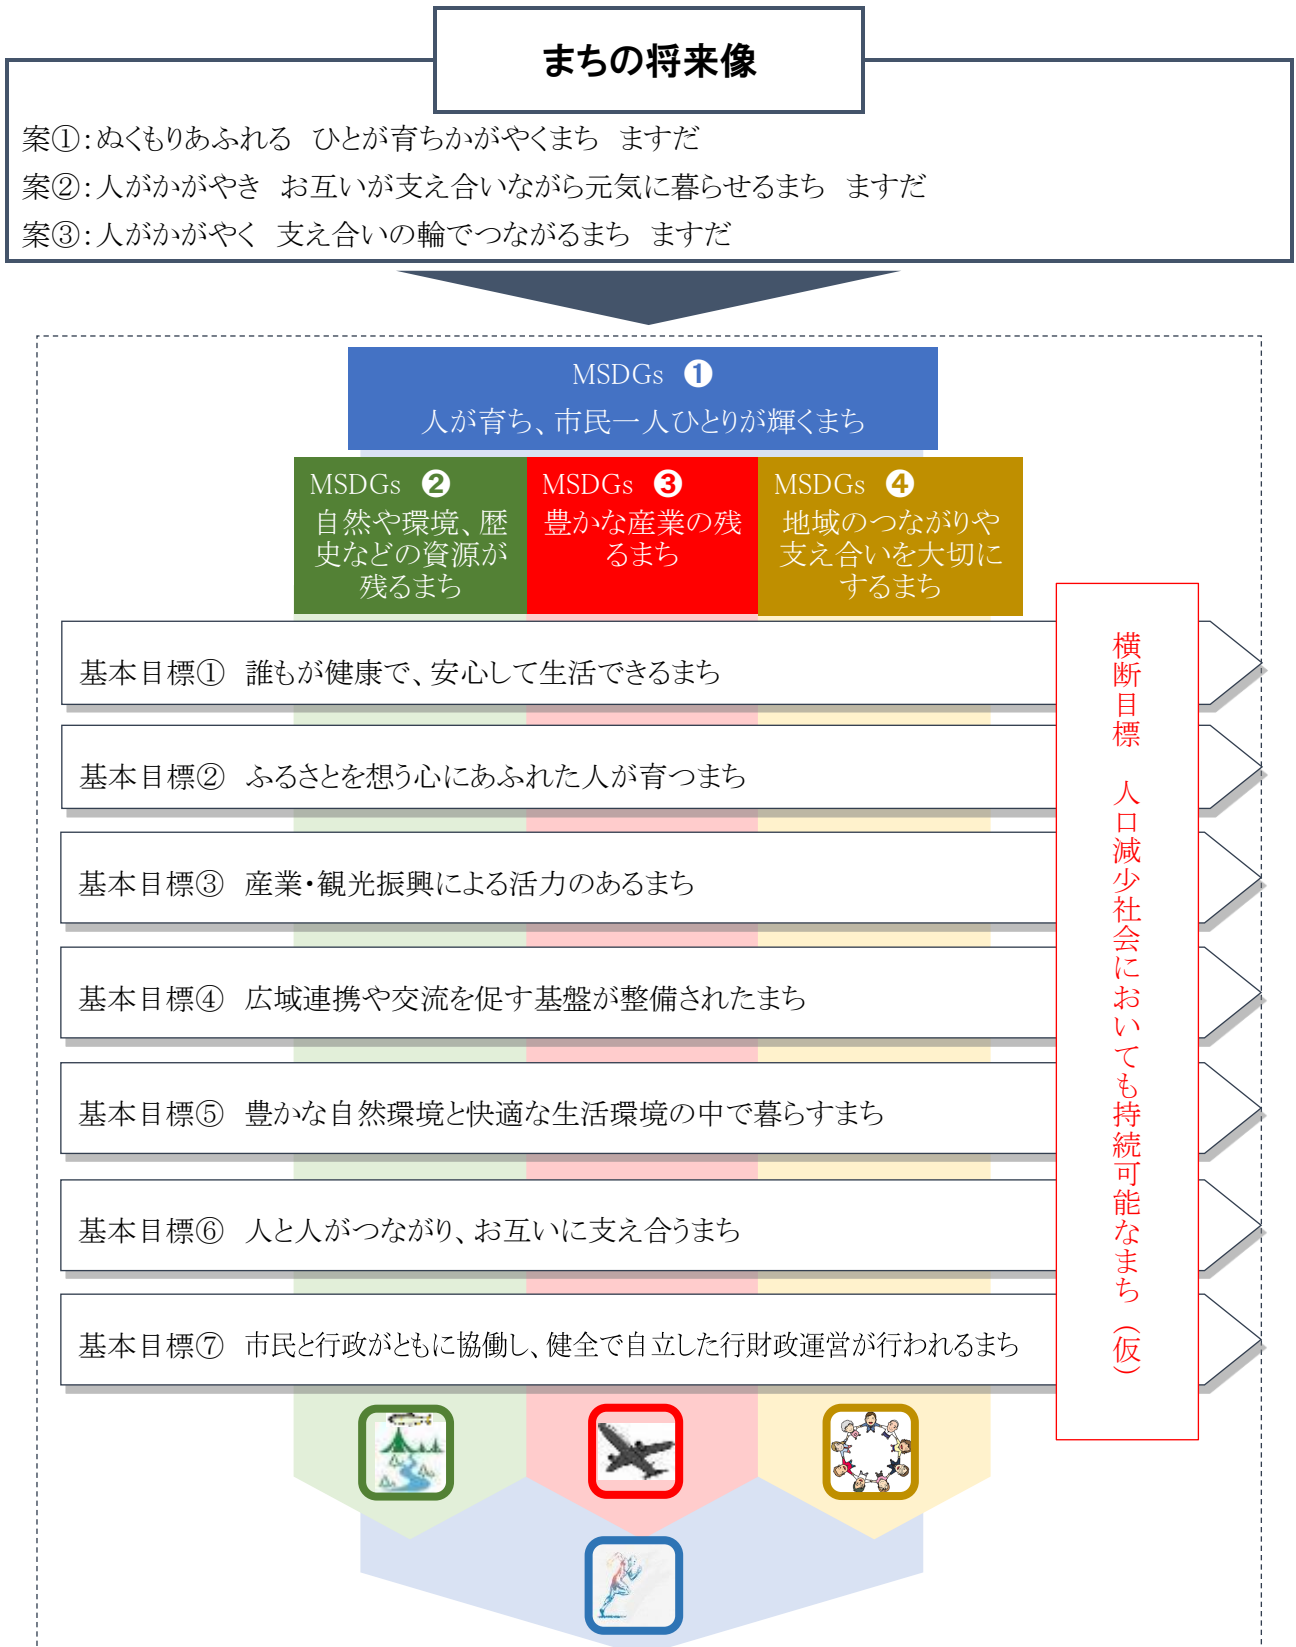 まちの将来像
案①：ぬくもりあふれる　ひとが育ちかがやくまち　ますだ
案②：人がかがやき　お互いが支え合いながら元気に暮らせるまち　ますだ
案③：人がかがやく　支え合いの輪でつながるまち　ますだ
MSDGs ❶
人が育ち、市民一人ひとりが輝くまち
MSDGs ❷
自然や環境、歴
史などの資源が
残るまち
MSDGs ❸
豊かな産業の残
るまち
MSDGs ❹
地域のつながりや
支え合いを大切に
するまち
基本目標①　誰もが健康で、安心して生活できるまち
基本目標②　ふるさとを想う心にあふれた人が育つまち
基本目標③　産業・観光振興による活力のあるまち
基本目標④　広域連携や交流を促す基盤が整備されたまち
基本目標⑤　豊かな自然環境と快適な生活環境の中で暮らすまち
基本目標⑥　人と人がつながり、お互いに支え合うまち
基本目標⑦　市民と行政がともに協働し、健全で自立した行財政運営が行われるまち
横断目標　人口減少社会においても持続可能なまち（仮）